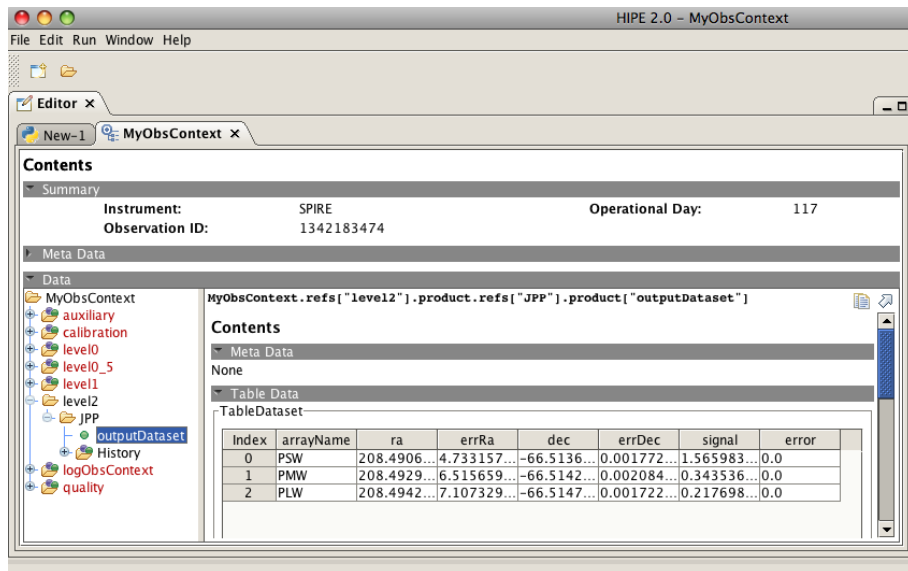 HIPE 2.0 – MyObsContext
File Edit Run Window Help
Editor ×
New-1 MyObsContext ×
Contents
Summary
Instrument: SPIRE Operational Day: 117
Observation ID: 1342183474
Meta Data
Data
MyObsContext
auxiliary
calibration
level0
level0_5
level1
level2
JPP
outputDataset
History
logObsContext
quality
MyObsContext.refs["level2"].product.refs["JPP"].product["outputDataset"]
Contents
Meta Data
None
Table Data
TableDataset
Index arrayName ra errRa dec errDec signal error
0 PSW 208.4906... 4.733157... -66.5136... 0.001772... 1.565983... 0.0
1 PMW 208.4929... 6.515659... -66.5142... 0.002084... 0.343536... 0.0
2 PLW 208.4942... 7.107329... -66.5147... 0.001722... 0.217698... 0.0